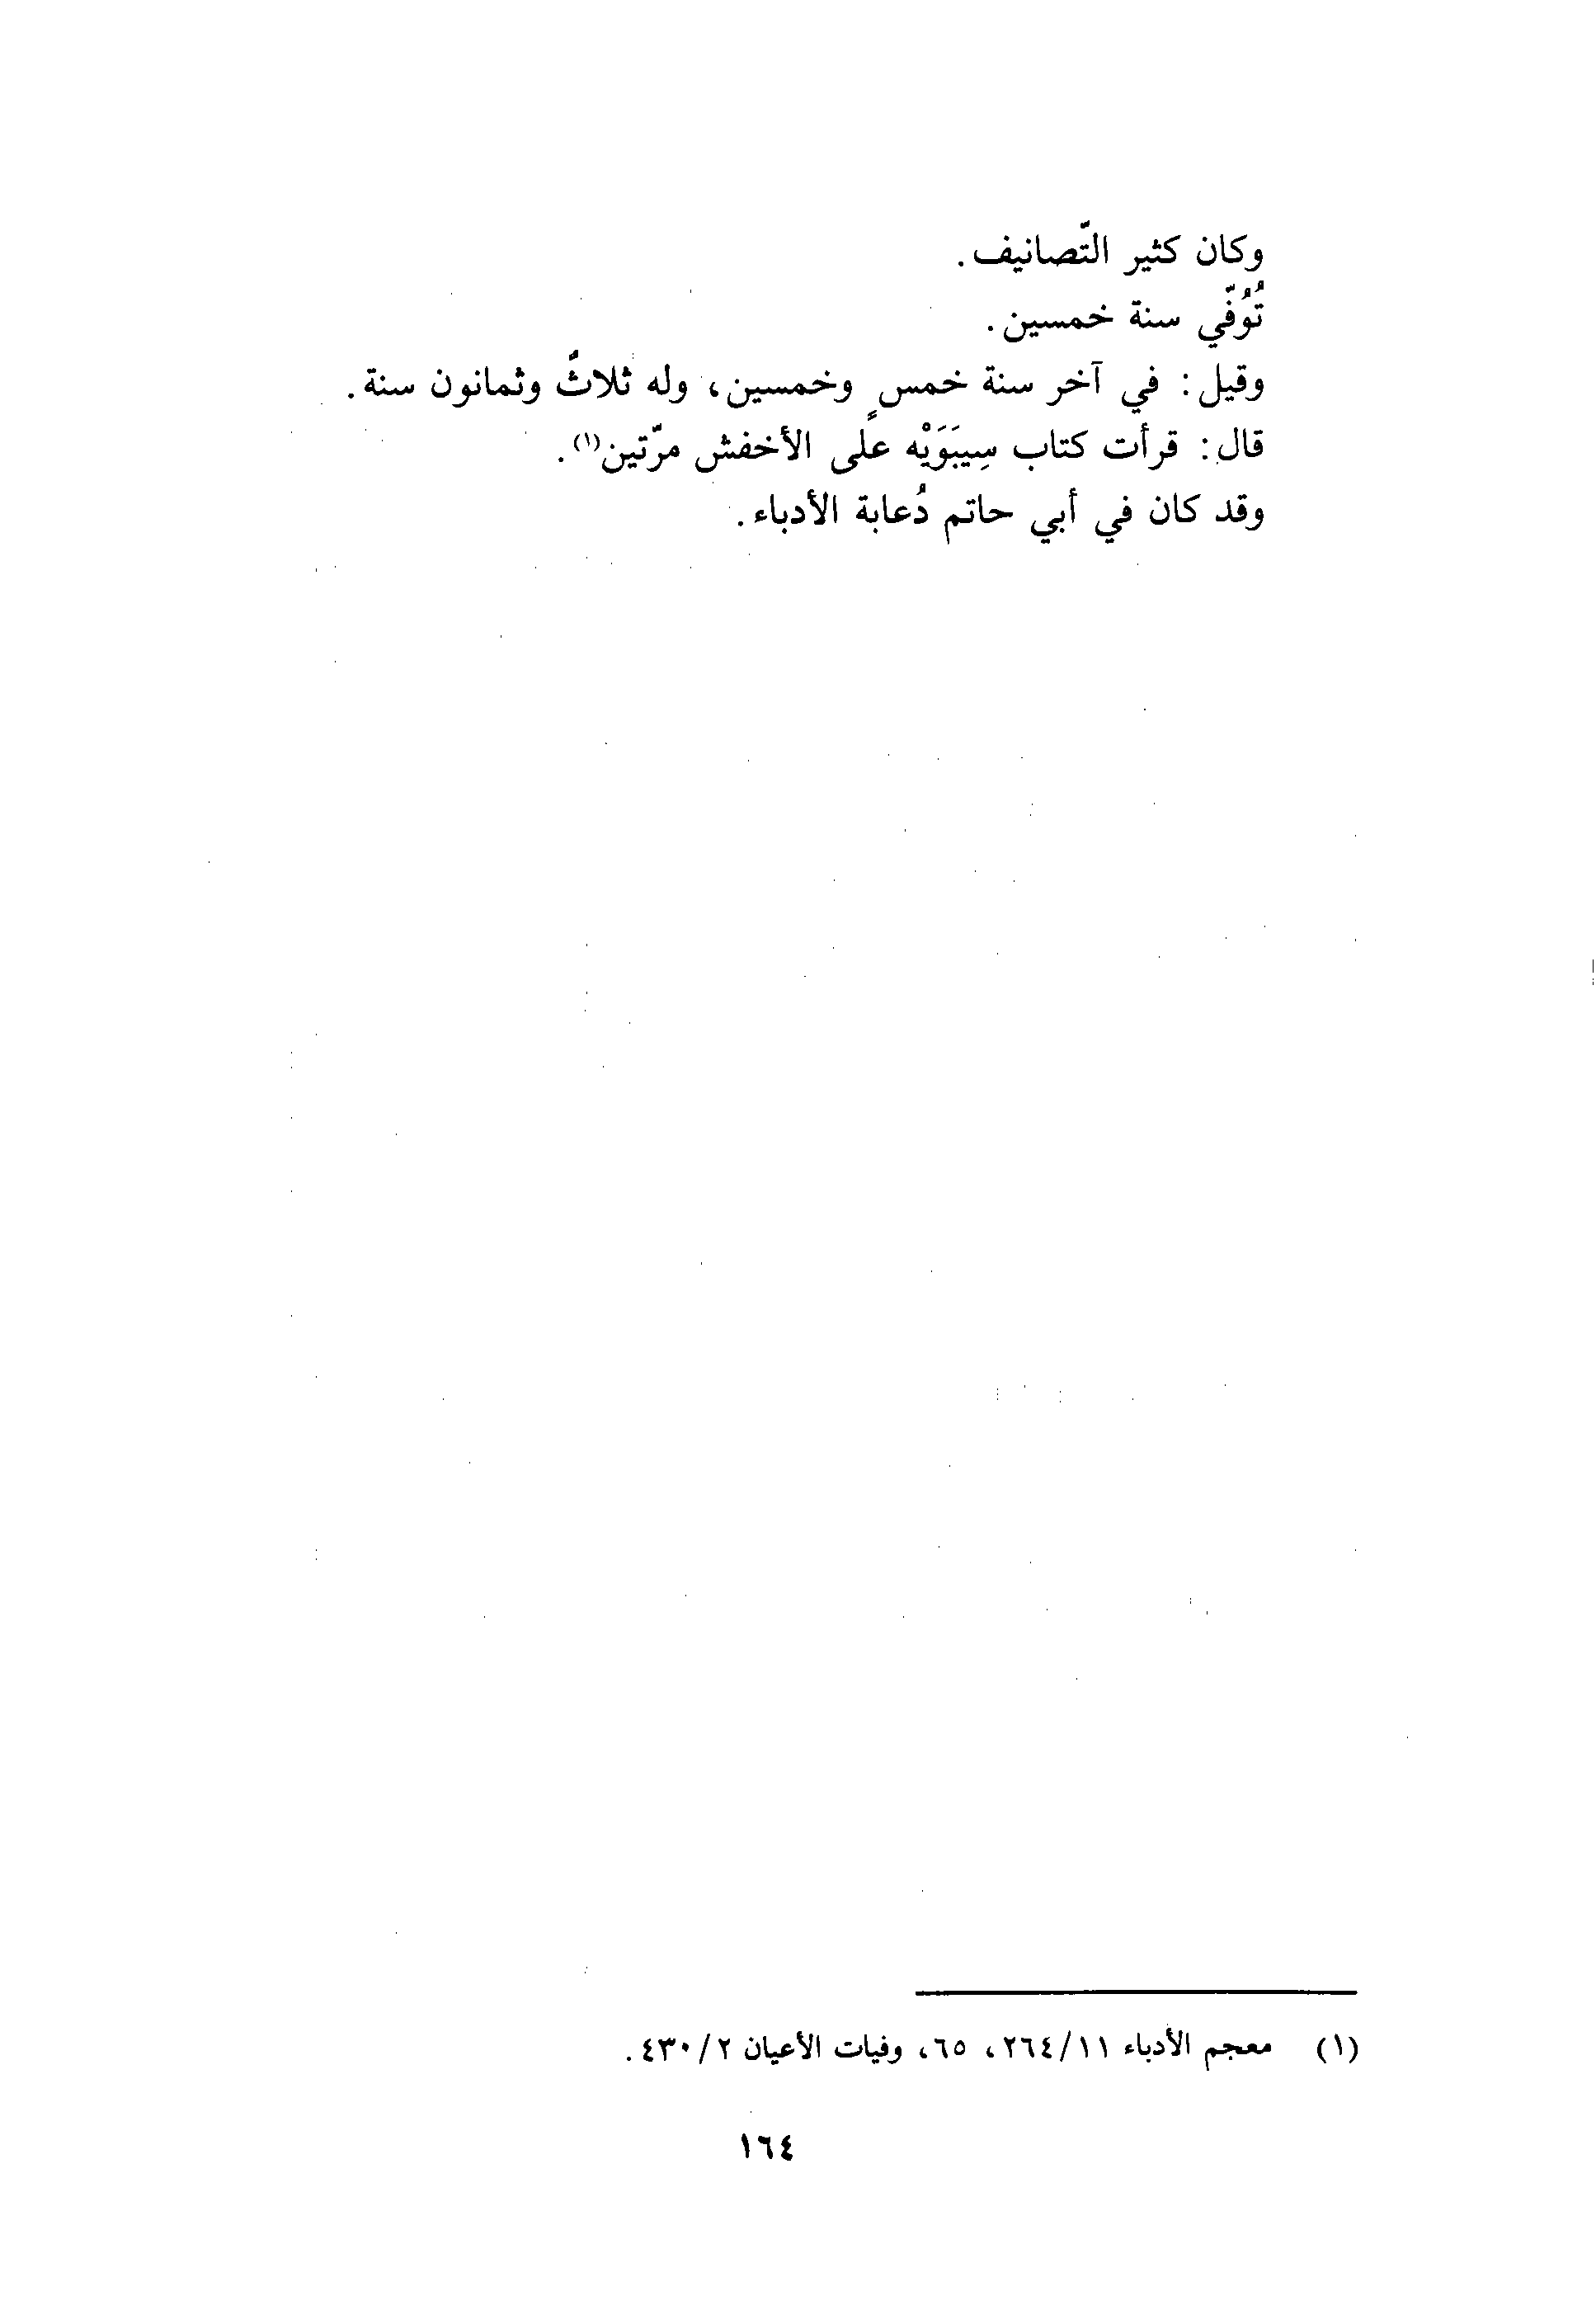 وكان كثير التّصانيف.
تُوُفّي سنة خمسين.
وقيل: في آخر سنة خمسٍ وخمسين، وله ثلاثٌ وثمانون سنة.
قال: قرأت كتاب سِيبَوَيْه على الأخفش مرّتين(١).
وقد كان في أبي حاتم دُعابة الأدباء.
(١) معجم الأدباء ١١/٢٦٤، ٦٥، وفيات الأعيان ٢/٤٣٠.
١٦٤